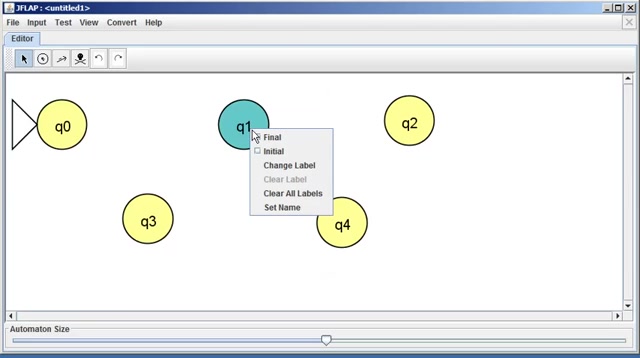 JFLAP : <untitled1>
File Input Test View Convert Help
Editor
q0
q1
q2
Final
Initial
Change Label
Clear Label
Clear All Labels
Set Name
q3
q4
Automaton Size